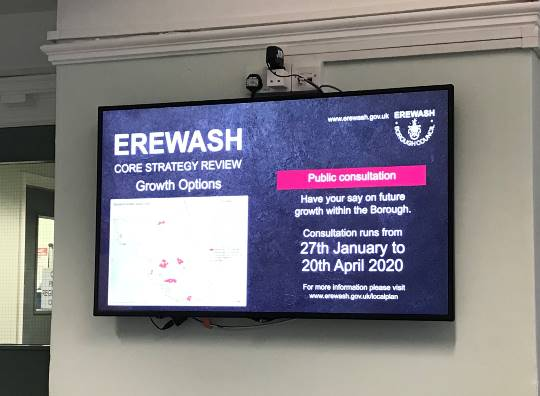 EREWASH
CORE STRATEGY REVIEW
Growth Options
www.erewash.gov.uk
EREWASH
BOROUGH COUNCIL
Public consultation
Have your say on future
growth within the Borough.
Consultation runs from
27th January to
20th April 2020
For more information please visit
www.erewash.gov.uk/localplan